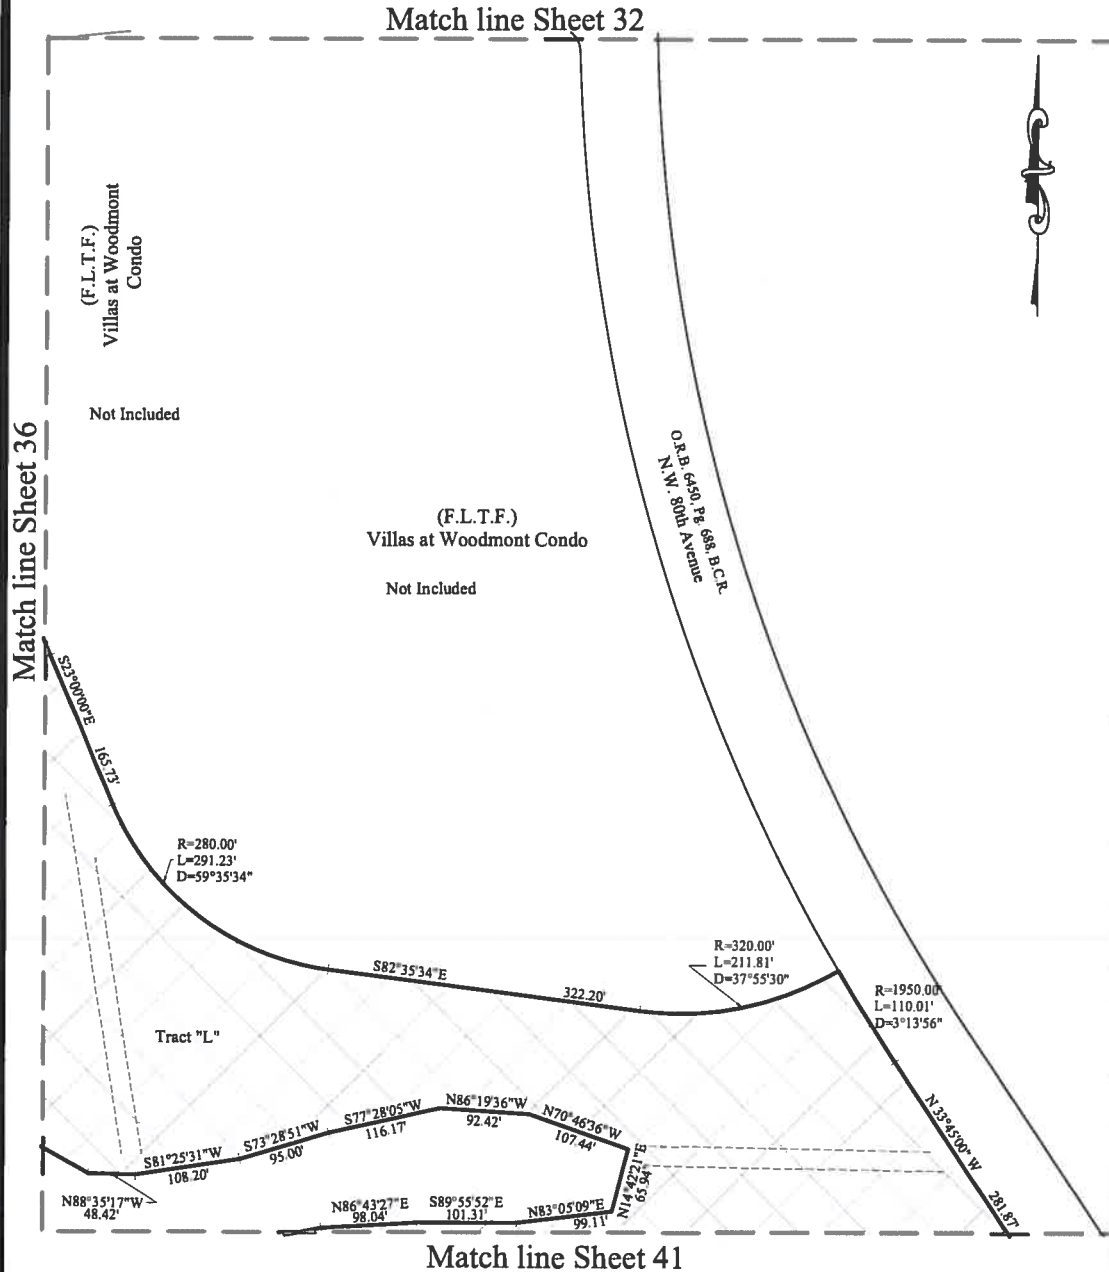 Match line Sheet 32
(F.L.T.F.)
Villas at Woodmont
Condo
Not Included
Match line Sheet 36
(F.L.T.F.)
Villas at Woodmont Condo
Not Included
O.R.B. 6450, Pg. 688, B.C.R.
N.W. 80th Avenue
S23°00'00"E
165.73'
R=280.00'
L=291.23'
D=59°35'34"
S82°35'34"E
322.20'
R=320.00'
L=211.81'
D=37°55'30"
R=1950.00'
L=110.01'
D=3°13'56"
Tract "L"
N 33°45'00" W
281.87'
S81°25'31"W
108.20'
S73°28'51"W
95.00'
S77°28'05"W
116.17'
N86°19'36"W
92.42'
N70°46'36"W
107.44'
N14°42'21"E
65.94'
N88°35'17"W
48.42'
N86°43'27"E
98.04'
S89°55'52"E
101.31'
N83°05'09"E
99.11'
Match line Sheet 41